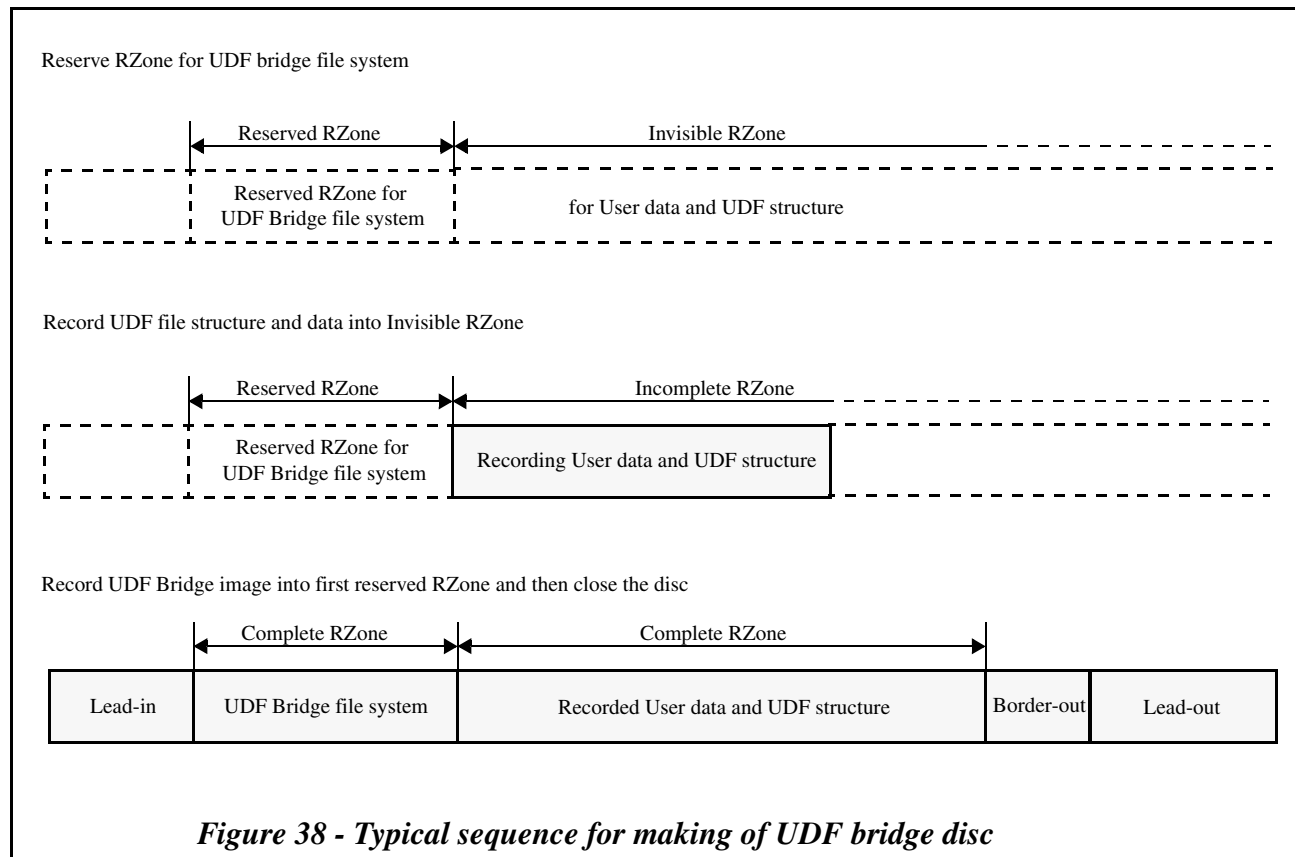 Reserve RZone for UDF bridge file system
Reserved RZone
Invisible RZone
Reserved RZone for
UDF Bridge file system
for User data and UDF structure
Record UDF file structure and data into Invisible RZone
Reserved RZone
Incomplete RZone
Reserved RZone for
UDF Bridge file system
Recording User data and UDF structure
Record UDF Bridge image into first reserved RZone and then close the disc
Complete RZone
Complete RZone
Lead-in
UDF Bridge file system
Recorded User data and UDF structure
Border-out
Lead-out
Figure 38 - Typical sequence for making of UDF bridge disc